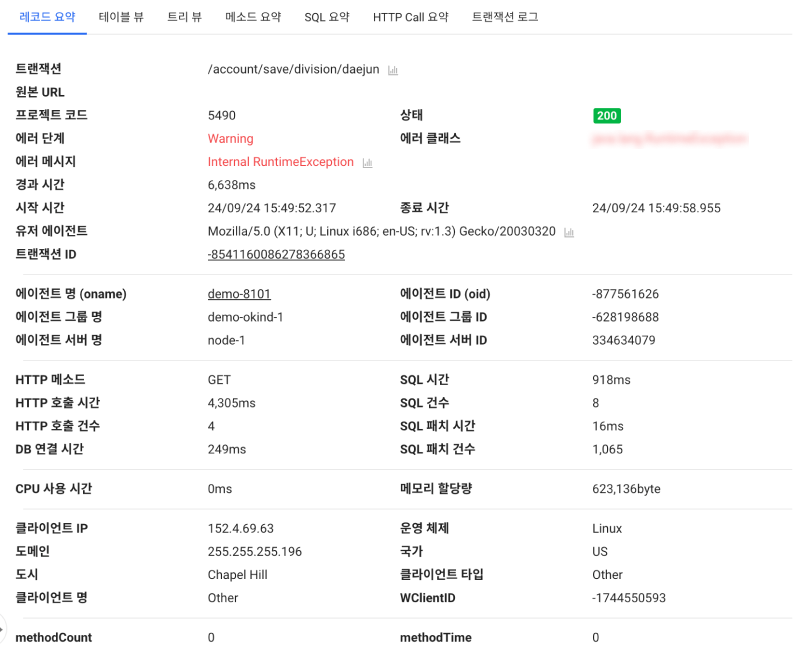 레코드 요약 테이블 뷰 트리 뷰 메소드 요약 SQL 요약 HTTP Call 요약 트랜잭션 로그
트랜잭션 /account/save/division/daejun
원본 URL
프로젝트 코드 5490 상태 200
에러 단계 Warning 에러 클래스
에러 메시지 Internal RuntimeException
경과 시간 6,638ms
시작 시간 24/09/24 15:49:52.317 종료 시간 24/09/24 15:49:58.955
유저 에이전트 Mozilla/5.0 (X11; U; Linux i686; en-US; rv:1.3) Gecko/20030320
트랜잭션 ID -8541160086278366865
에이전트 명 (oname) demo-8101 에이전트 ID (oid) -877561626
에이전트 그룹 명 demo-okind-1 에이전트 그룹 ID -628198688
에이전트 서버 명 node-1 에이전트 서버 ID 334634079
HTTP 메소드 GET SQL 시간 918ms
HTTP 호출 시간 4,305ms SQL 건수 8
HTTP 호출 건수 4 SQL 패치 시간 16ms
DB 연결 시간 249ms SQL 패치 건수 1,065
CPU 사용 시간 0ms 메모리 할당량 623,136byte
클라이언트 IP 152.4.69.63 운영 체제 Linux
도메인 255.255.255.196 국가 US
도시 Chapel Hill 클라이언트 타입 Other
클라이언트 명 Other WClientID -1744550593
methodCount 0 methodTime 0